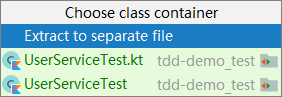 Choose class container
Extract to separate file
UserServiceTest.kt tdd-demo_test
UserServiceTest tdd-demo_test